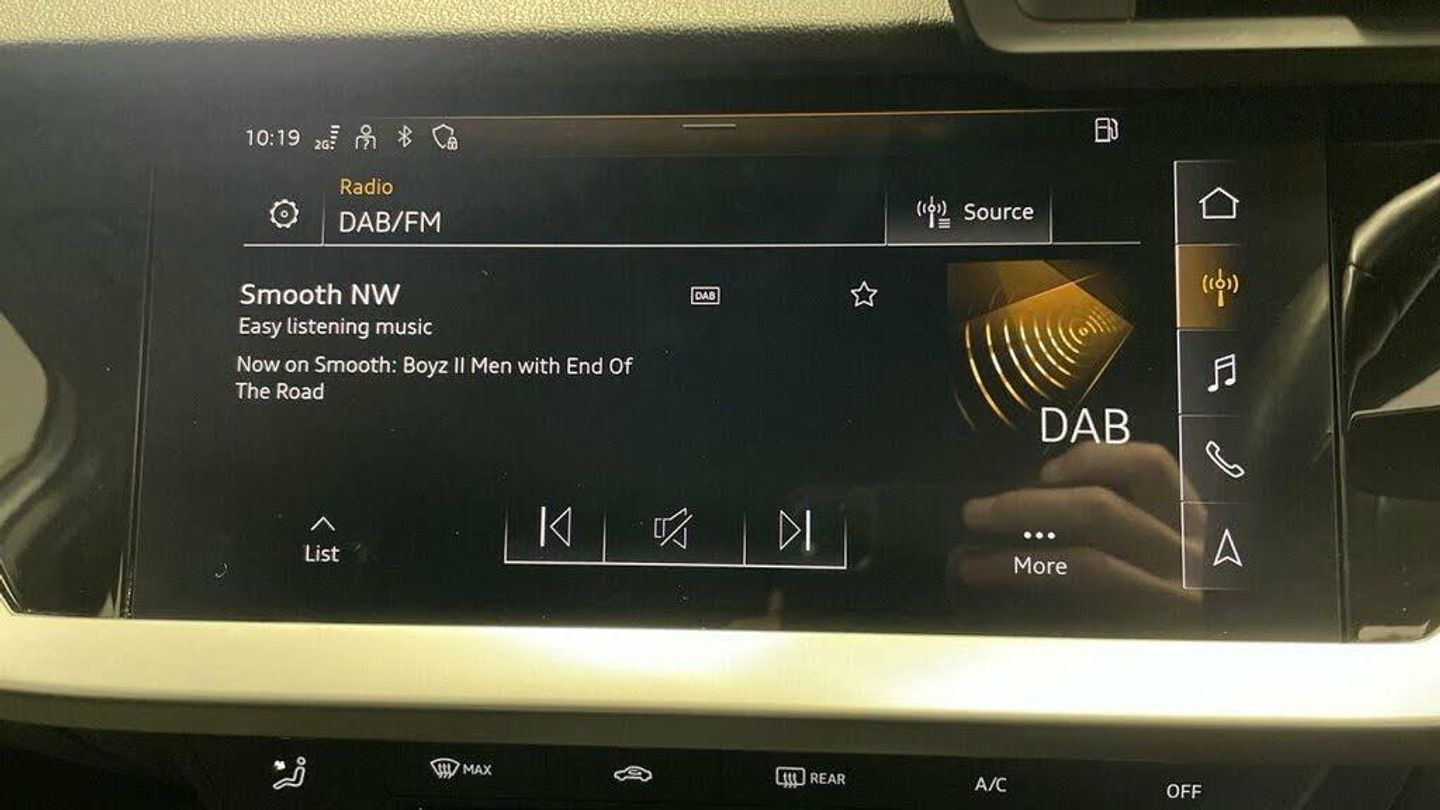 10:19
2G
Radio
DAB/FM
Source
Smooth NW
DAB
Easy listening music
Now on Smooth: Boyz II Men with End Of
The Road
DAB
List
More
MAX
REAR
A/C
OFF